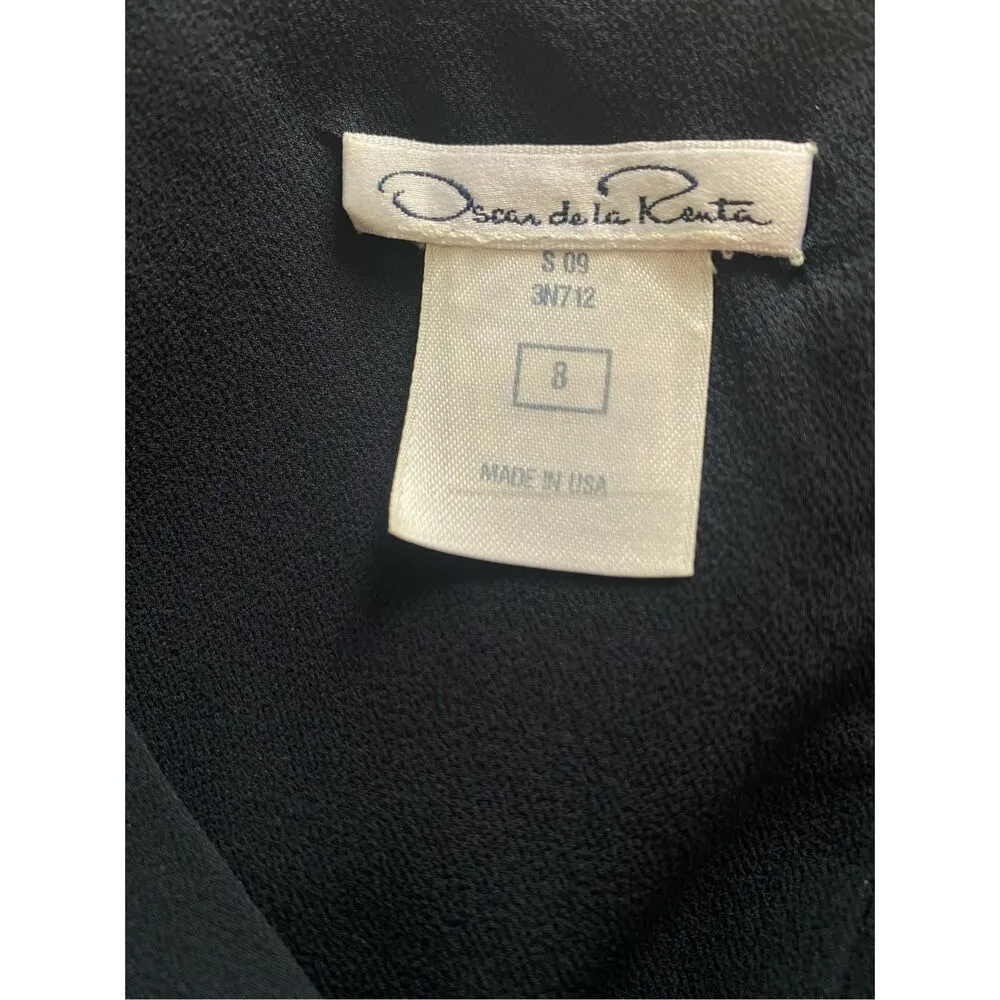 Oscar de la Renta
S 09
3N712
8
MADE IN USA